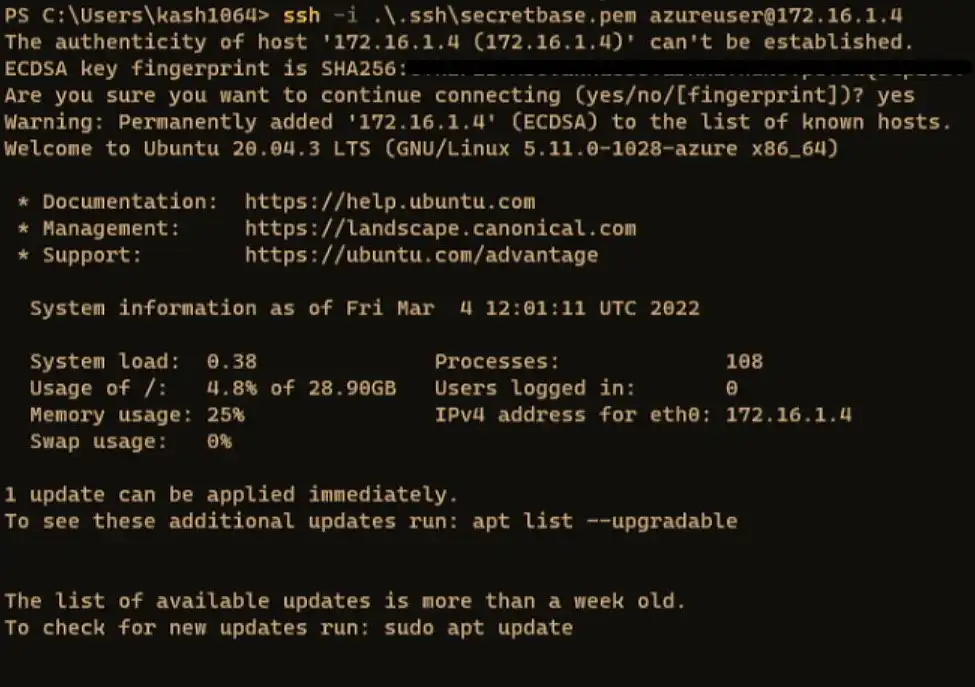 PS C:\Users\kash1064> ssh -i .\.ssh\secretbase.pem azureuser@172.16.1.4
The authenticity of host '172.16.1.4 (172.16.1.4)' can't be established.
ECDSA key fingerprint is SHA256:
Are you sure you want to continue connecting (yes/no/[fingerprint])? yes
Warning: Permanently added '172.16.1.4' (ECDSA) to the list of known hosts.
Welcome to Ubuntu 20.04.3 LTS (GNU/Linux 5.11.0-1028-azure x86_64)
* Documentation: https://help.ubuntu.com
* Management: https://landscape.canonical.com
* Support: https://ubuntu.com/advantage
System information as of Fri Mar 4 12:01:11 UTC 2022
System load: 0.38 Processes: 108
Usage of /: 4.8% of 28.90GB Users logged in: 0
Memory usage: 25% IPv4 address for eth0: 172.16.1.4
Swap usage: 0%
1 update can be applied immediately.
To see these additional updates run: apt list --upgradable
The list of available updates is more than a week old.
To check for new updates run: sudo apt update